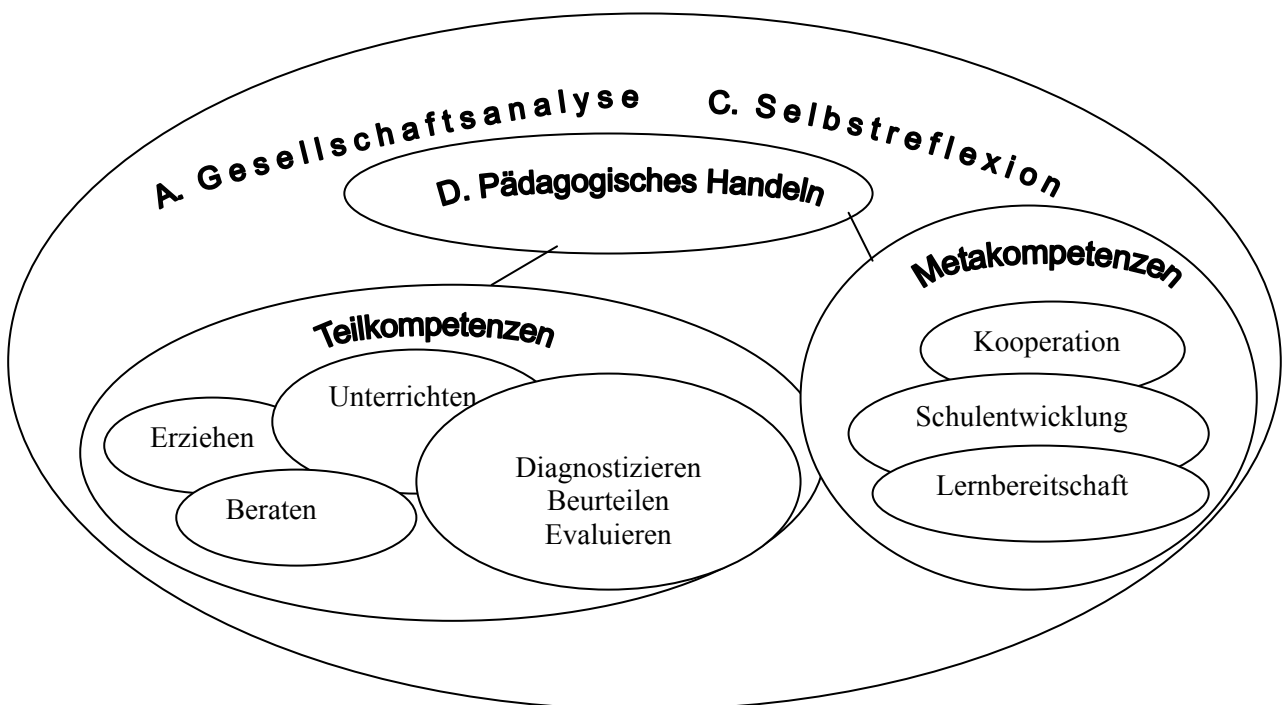 A. Gesellschaftsanalyse
C. Selbstreflexion
D. Pädagogisches Handeln
Metakompetenzen
Teilkompetenzen
Kooperation
Unterrichten
Schulentwicklung
Erziehen
Diagnostizieren
Beurteilen
Evaluieren
Lernbereitschaft
Beraten